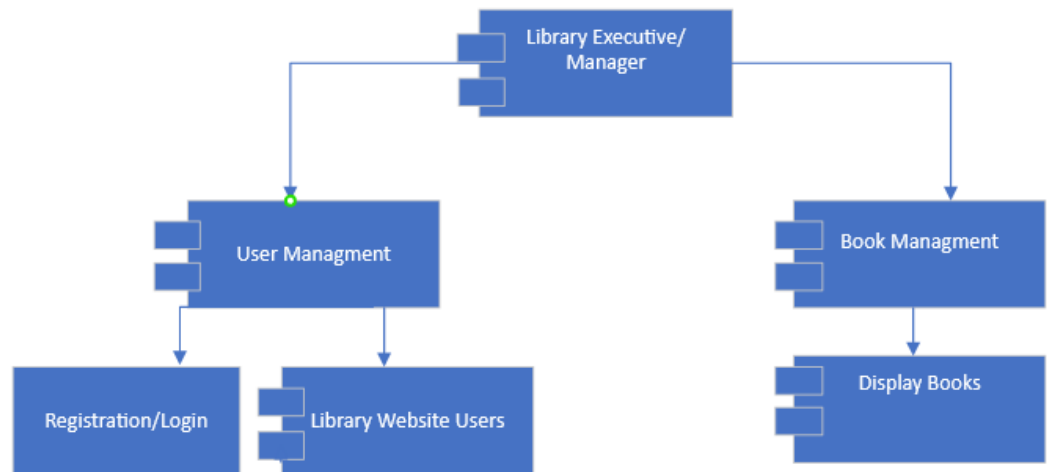 Library Executive/
Manager
User Managment
Book Managment
Registration/Login
Library Website Users
Display Books